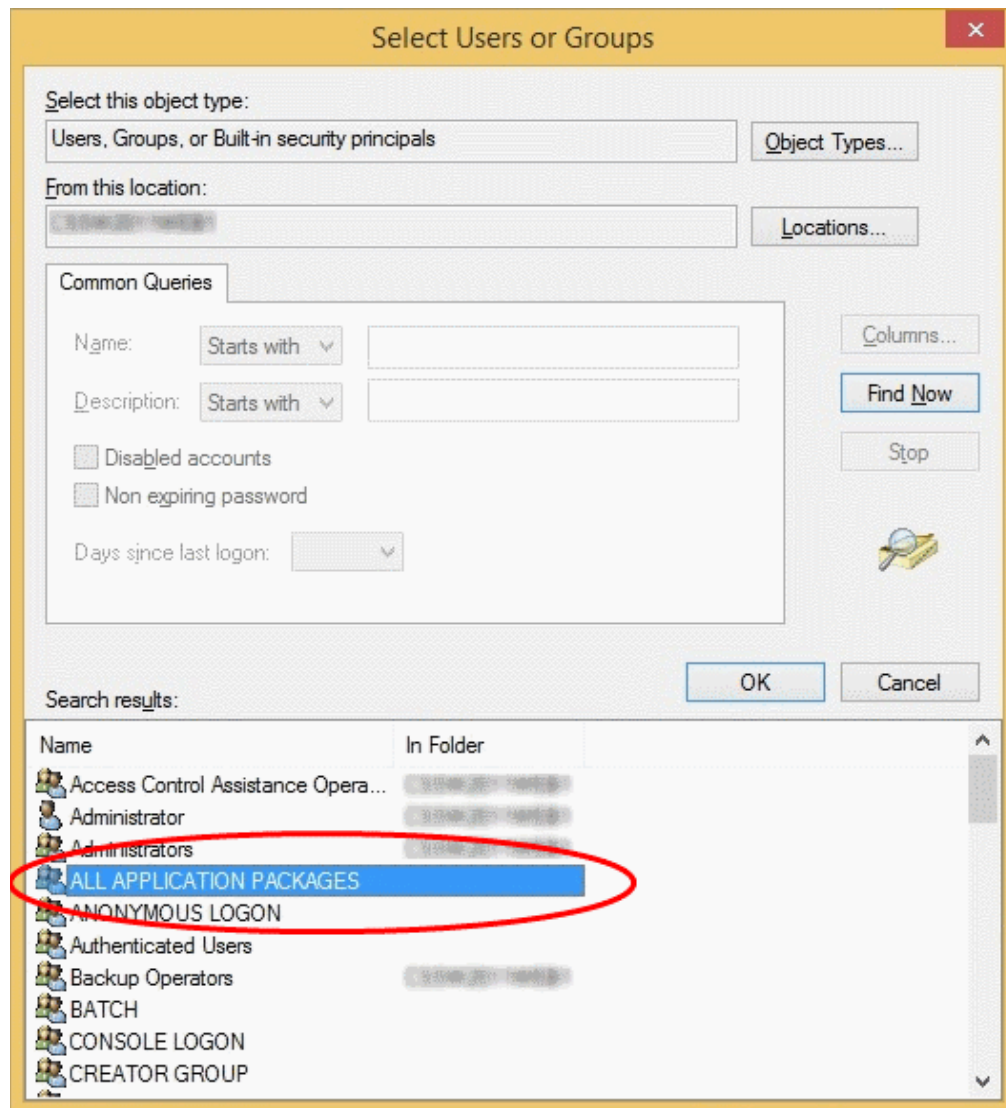 Select Users or Groups
Select this object type:
Users, Groups, or Built-in security principals
Object Types...
From this location:
Locations...
Common Queries
Name:
Starts with
Columns...
Description:
Starts with
Find Now
Disabled accounts
Stop
Non expiring password
Days since last logon:
OK
Cancel
Search results:
Name
In Folder
Access Control Assistance Opera...
Administrator
Administrators
ALL APPLICATION PACKAGES
ANONYMOUS LOGON
Authenticated Users
Backup Operators
BATCH
CONSOLE LOGON
CREATOR GROUP